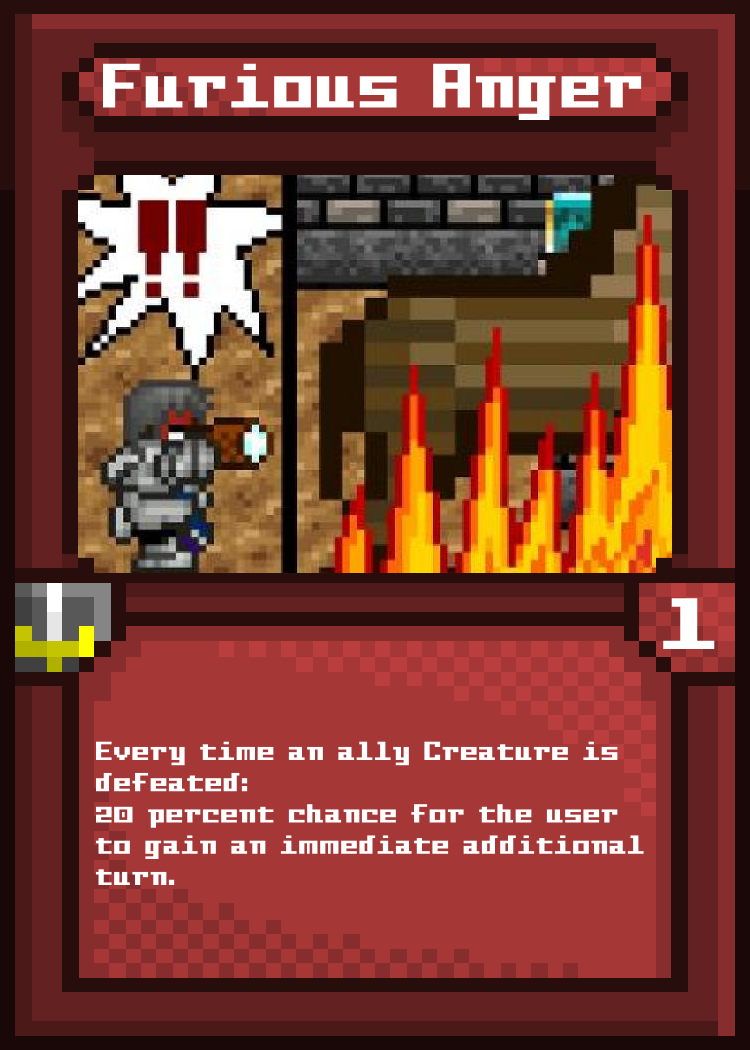 Furious Anger
!!
1
Every time an ally Creature is
defeated:
20 percent chance for the user
to gain an immediate additional
turn.